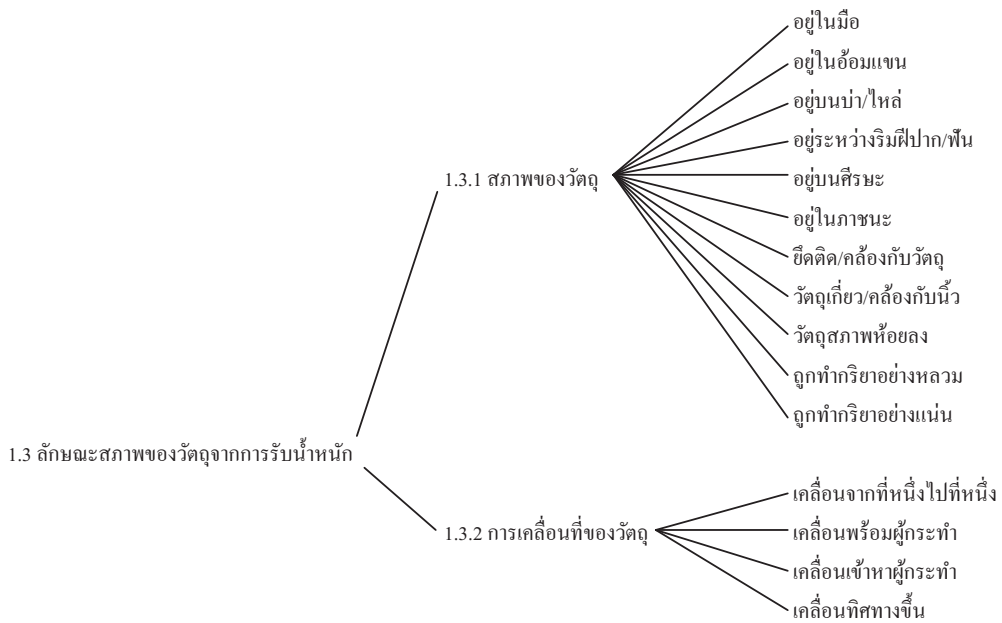 1.3 ลักษณะสภาพของวัตถุจากการรับน้ำหนัก
1.3.1 สภาพของวัตถุ
อยู่ในมือ
อยู่ในอ้อมแขน
อยู่บนบ่า/ไหล่
อยู่ระหว่างริมฝีปาก/ฟัน
อยู่บนศีรษะ
อยู่ในภาชนะ
ยึดติด/คล้องกับวัตถุ
วัตถุเกี่ยว/คล้องกับนิ้ว
วัตถุสภาพห้อยลง
ถูกทำกริยาอย่างหลวม
ถูกทำกริยาอย่างแน่น
1.3.2 การเคลื่อนที่ของวัตถุ
เคลื่อนจากที่หนึ่งไปที่หนึ่ง
เคลื่อนพร้อมผู้กระทำ
เคลื่อนเข้าหาผู้กระทำ
เคลื่อนทิศทางขึ้น